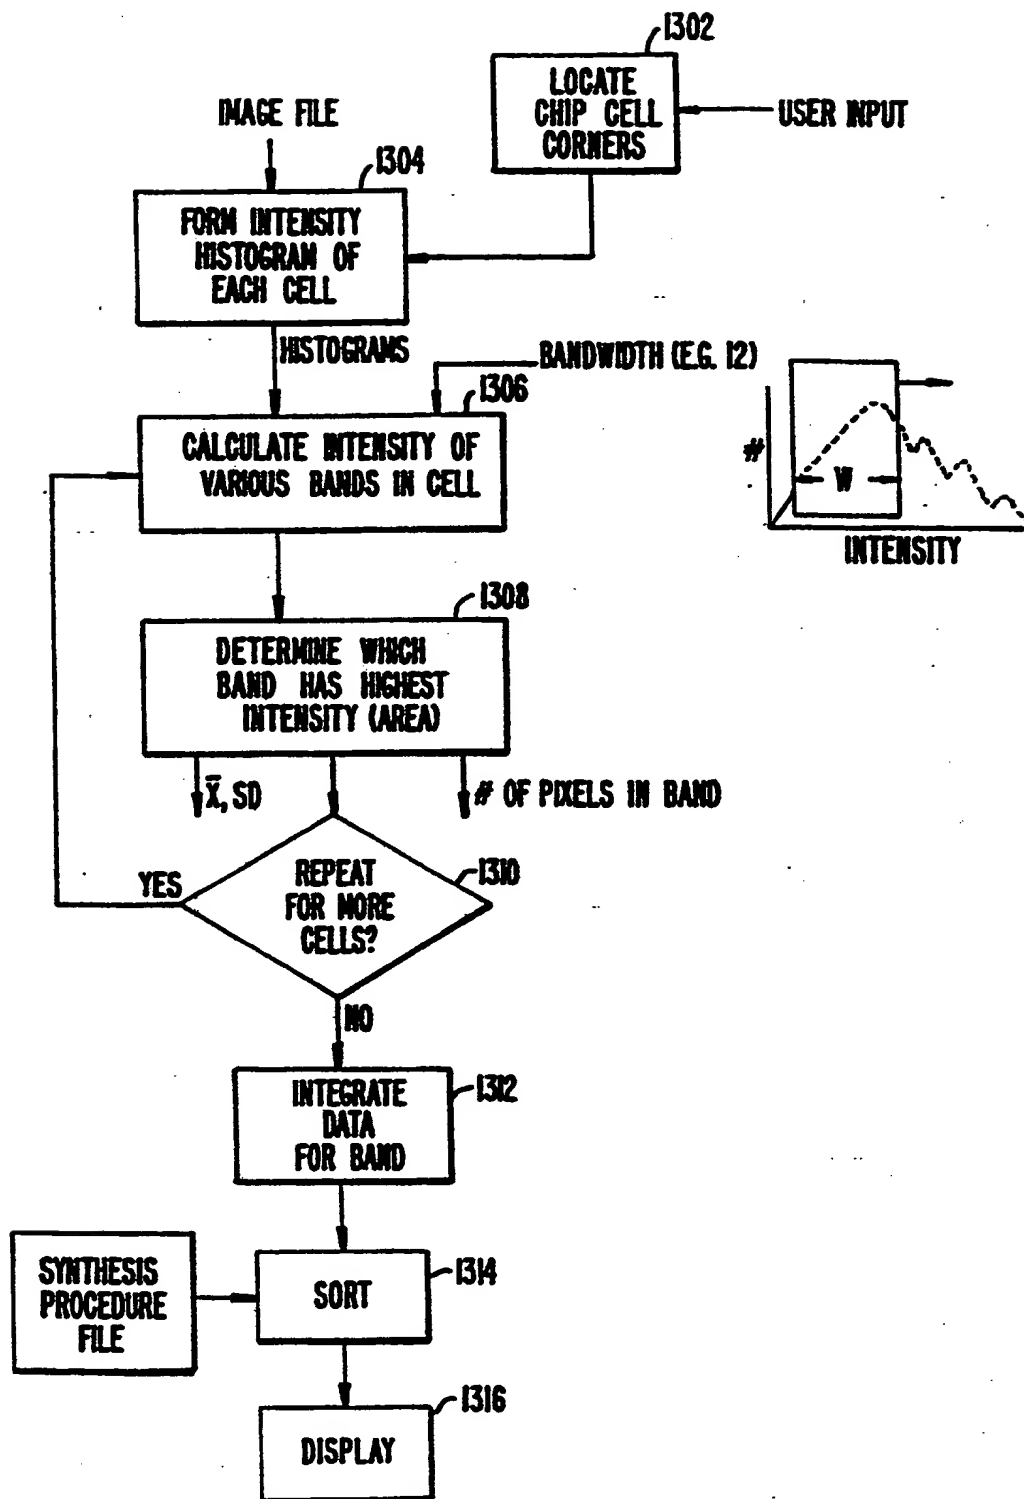 1302
LOCATE
CHIP CELL
CORNERS
USER INPUT
IMAGE FILE
1304
FORM INTENSITY
HISTOGRAM OF
EACH CELL
HISTOGRAMS
BANDWIDTH (E.G. 12)
1306
CALCULATE INTENSITY OF
VARIOUS BANDS IN CELL
#
W
INTENSITY
1308
DETERMINE WHICH
BAND HAS HIGHEST
INTENSITY (AREA)
X̄, SD
# OF PIXELS IN BAND
1310
REPEAT
FOR MORE
CELLS?
YES
NO
1312
INTEGRATE
DATA
FOR BAND
SYNTHESIS
PROCEDURE
FILE
1314
SORT
1316
DISPLAY